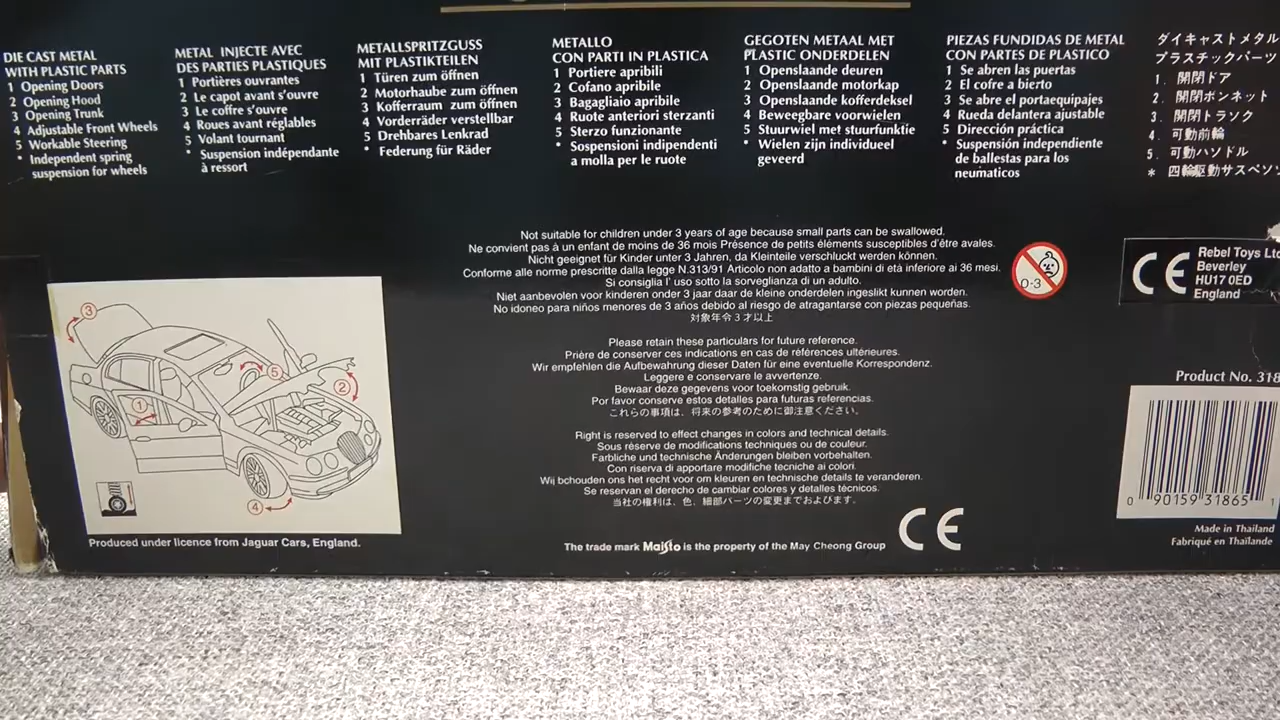 DIE CAST METAL
WITH PLASTIC PARTS
1 Opening Doors
2 Opening Hood
3 Opening Trunk
4 Adjustable Front Wheels
5 Workable Steering
* Independent spring
suspension for wheels
METAL INJECTE AVEC
DES PARTIES PLASTIQUES
1 Portières ouvrantes
2 Le capot avant s'ouvre
3 Le coffre s'ouvre
4 Roues avant réglables
5 Volant tournant
* Suspension indépendante
à ressort
METALLSPRITZGUSS
MIT PLASTIKTEILEN
1 Türen zum öffnen
2 Motorhaube zum öffnen
3 Kofferraum zum öffnen
4 Vorderräder verstellbar
5 Drehbares Lenkrad
* Federung für Räder
METALLO
CON PARTI IN PLASTICA
1 Portiere apribili
2 Cofano apribile
3 Bagagliaio apribile
4 Ruote anteriori sterzanti
5 Sterzo funzionante
* Sospensioni indipendenti
a molla per le ruote
GEGOTEN METAAL MET
PLASTIC ONDERDELEN
1 Openslaande deuren
2 Openslaande motorkap
3 Openslaande kofferdeksel
4 Beweegbare voorwielen
5 Stuurwiel met stuurfunktie
* Wielen zijn individueel
geveerd
PIEZAS FUNDIDAS DE METAL
CON PARTES DE PLASTICO
1 Se abren las puertas
2 El cofre a bierto
3 Se abre el portaequipajes
4 Rueda delantera ajustable
5 Dirección práctica
* Suspensión independiente
de ballestas para los
neumaticos
ダイキャストメタル
プラスチックパーツ
1. 開閉ドア
2. 開閉ボンネット
3. 開閉トランク
4. 可動前輪
5. 可動ハンドル
* 四輪駆動サスペンシ
Not suitable for children under 3 years of age because small parts can be swallowed.
Ne convient pas à un enfant de moins de 36 mois Présence de petits éléments susceptibles d'être avales.
Nicht geeignet für Kinder unter 3 Jahren, da Kleinteile verschluckt werden können.
Conforme alle norme prescritte dalla legge N.313/91 Articolo non adatto a bambini di età inferiore ai 36 mesi.
Si consiglia l' uso sotto la sorveglianza di un adulto.
Niet aanbevolen voor kinderen onder 3 jaar daar de kleine onderdelen ingeslikt kunnen worden.
No idoneo para niños menores de 3 años debido al riesgo de atragantarse con piezas pequeñas.
対象年令3才以上
0-3
CE
Rebel Toys Ltd
Beverley
HU17 0ED
England
Please retain these particulars for future reference.
Prière de conserver ces indications en cas de références ultérieures.
Wir empfehlen die Aufbewahrung dieser Daten für eine eventuelle Korrespondenz.
Leggere e conservare le avvertenze.
Bewaar deze gegevens voor toekomstig gebruik.
Por favor conserve estos detalles para futuras referencias.
これらの事項は、将来の参考のために御注意ください。
Right is reserved to effect changes in colors and technical details.
Sous réserve de modifications techniques ou de couleur.
Farbliche und technische Änderungen bleiben vorbehalten.
Con riserva di apportare modifiche tecniche ai colori.
Wij bchouden ons het recht voor om kleuren en technische details te veranderen.
Se reservan el derecho de cambiar colores y detalles técnicos.
当社の権利は、色、細部パーツの変更までおよびます。
The trade mark Maisto is the property of the May Cheong Group
CE
3
5
2
1
4
Produced under licence from Jaguar Cars, England.
Product No. 318
0 90159 31865 1
Made in Thailand
Fabriqué en Thaïlande